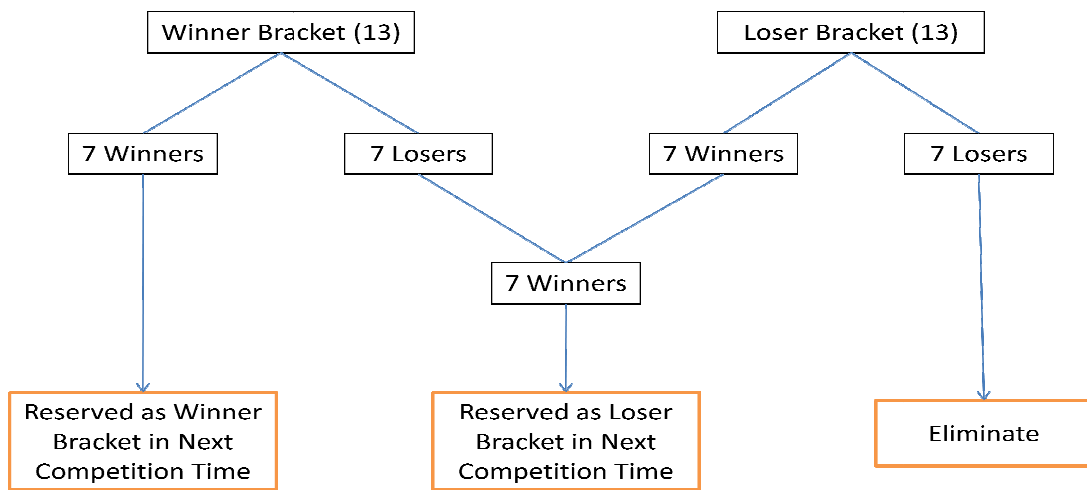 Winner Bracket (13)
Loser Bracket (13)
7 Winners
7 Losers
7 Winners
7 Losers
7 Winners
Reserved as Winner
Bracket in Next
Competition Time
Reserved as Loser
Bracket in Next
Competition Time
Eliminate